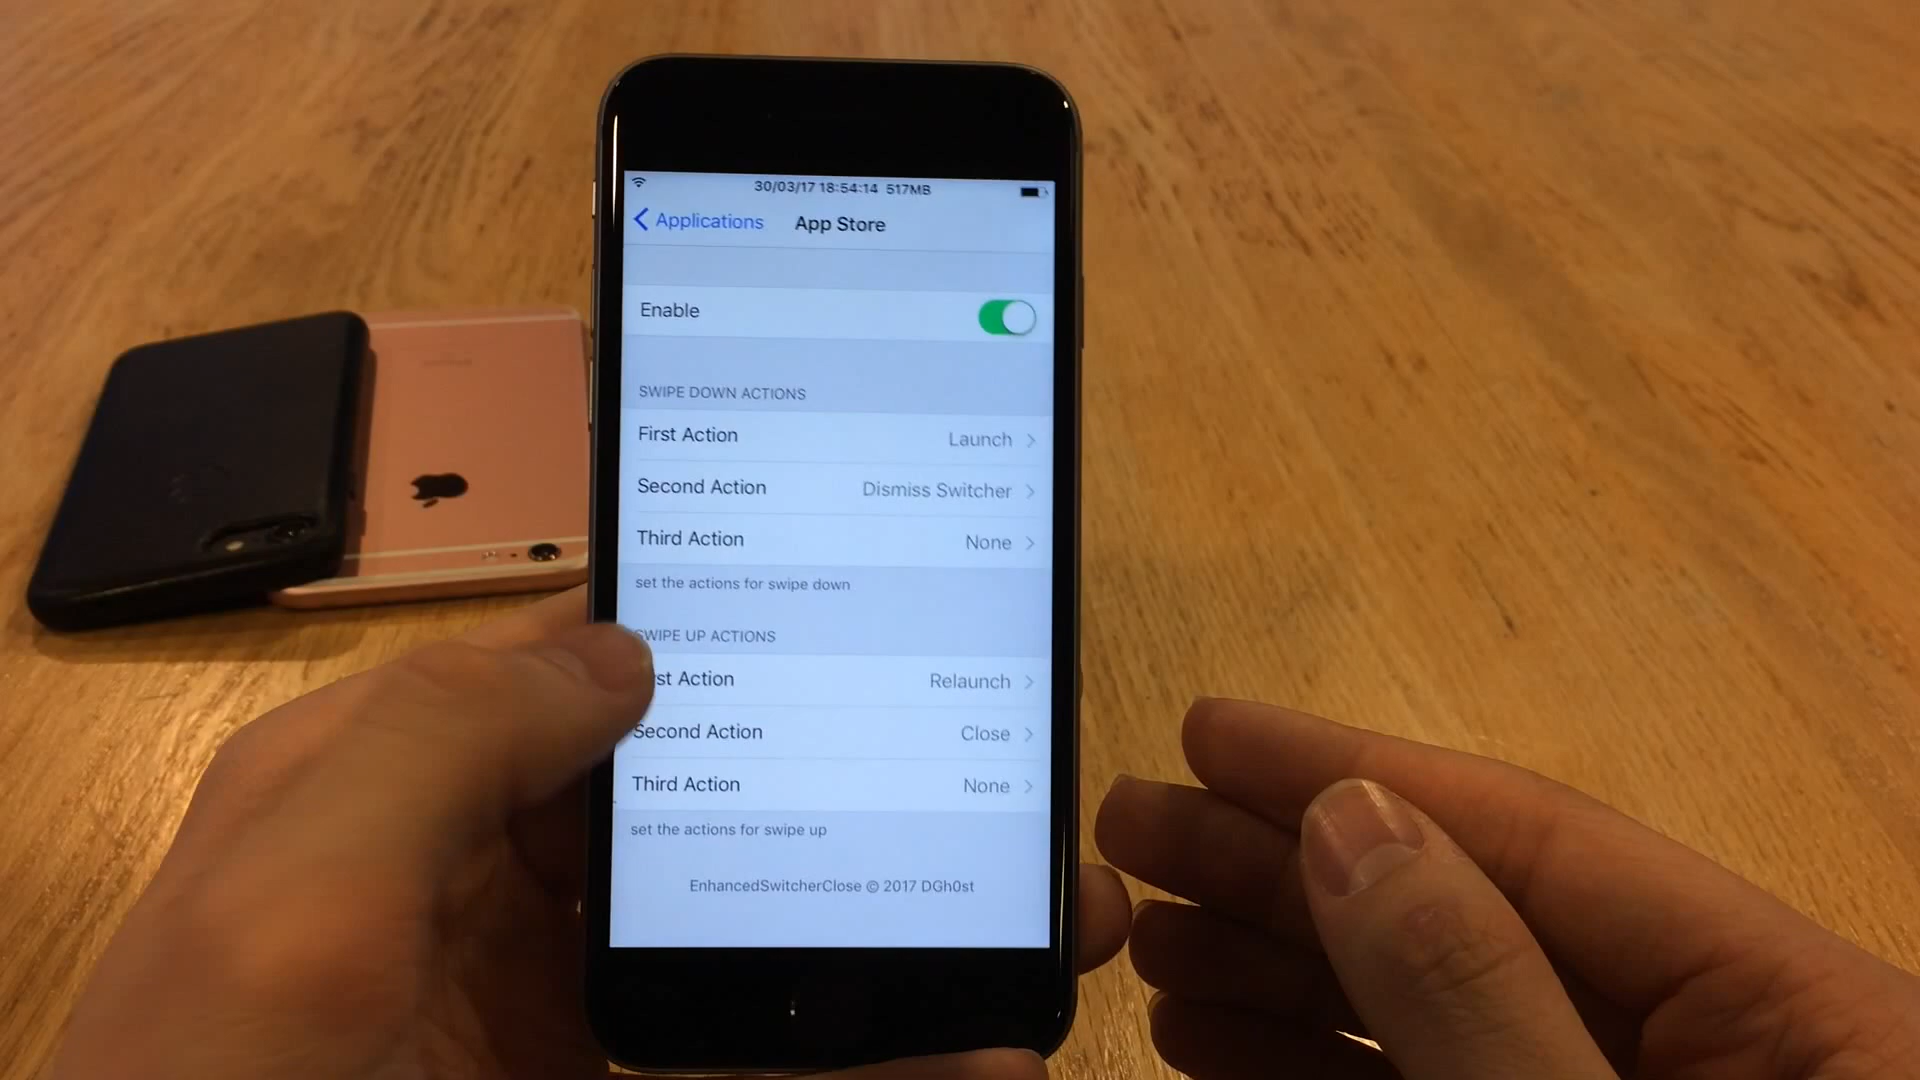 30/03/17 18:54:14 517MB
Applications App Store
Enable
SWIPE DOWN ACTIONS
First Action Launch
Second Action Dismiss Switcher
Third Action None
set the actions for swipe down
SWIPE UP ACTIONS
st Action Relaunch
Second Action Close
Third Action None
set the actions for swipe up
EnhancedSwitcherClose © 2017 DGh0st